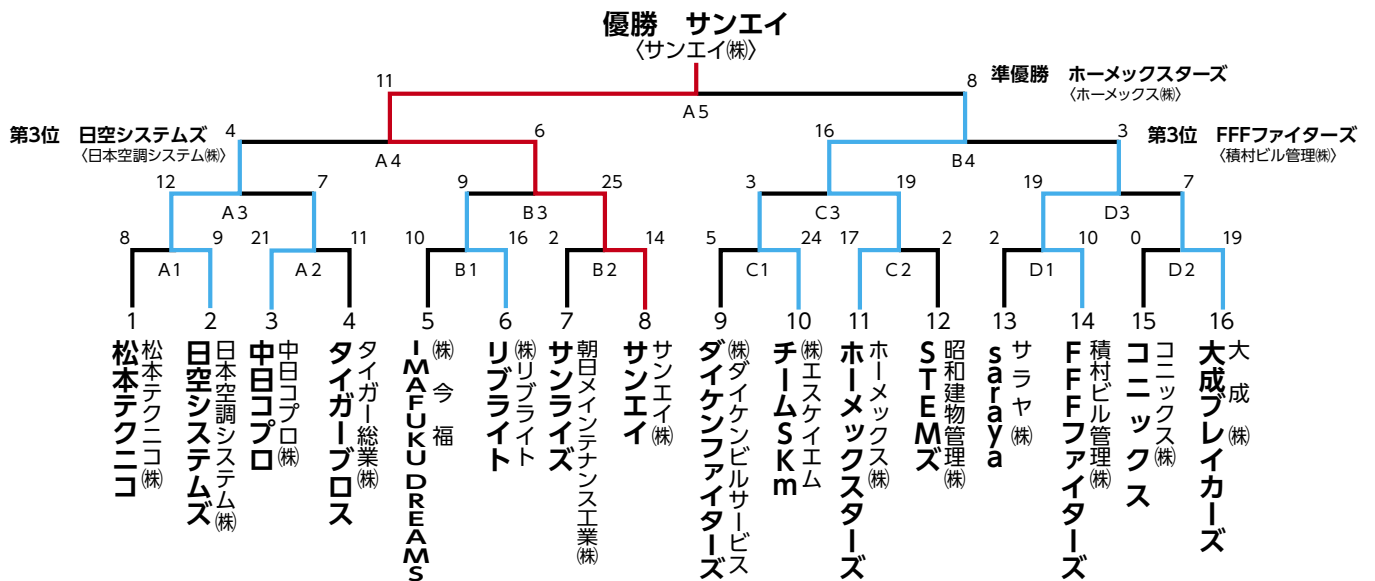 優勝　サンエイ
〈サンエイ㈱〉
11
8
準優勝　ホーメックスターズ
〈ホーメックス㈱〉
A5
第3位　日空システムズ
〈日本空調システム㈱〉
4
6
16
3
第3位　FFFファイターズ
〈積村ビル管理㈱〉
A4
B4
12
7
9
25
3
19
19
7
A3
B3
C3
D3
8
9
21
11
10
16
2
14
5
24
17
2
2
10
0
19
A1
A2
B1
B2
C1
C2
D1
D2
1
2
3
4
5
6
7
8
9
10
11
12
13
14
15
16
松本テクニコ
松本テクニコ㈱
日空システムズ
日本空調システム㈱
中日コプロ
中日コプロ㈱
タイガーブロス
タイガー総業㈱
IMAFUKU DREAMS
㈱今福
リブライト
㈱リブライト
サンライズ
朝日メインテナンス工業㈱
サンエイ
サンエイ㈱
ダイケンファイターズ
㈱ダイケンビルサービス
チームSKm
㈱エスケイエム
ホーメックスターズ
ホーメックス㈱
STEMズ
昭和建物管理㈱
saraya
サラヤ㈱
FFFファイターズ
積村ビル管理㈱
コニックス
コニックス㈱
大成ブレイカーズ
大成㈱